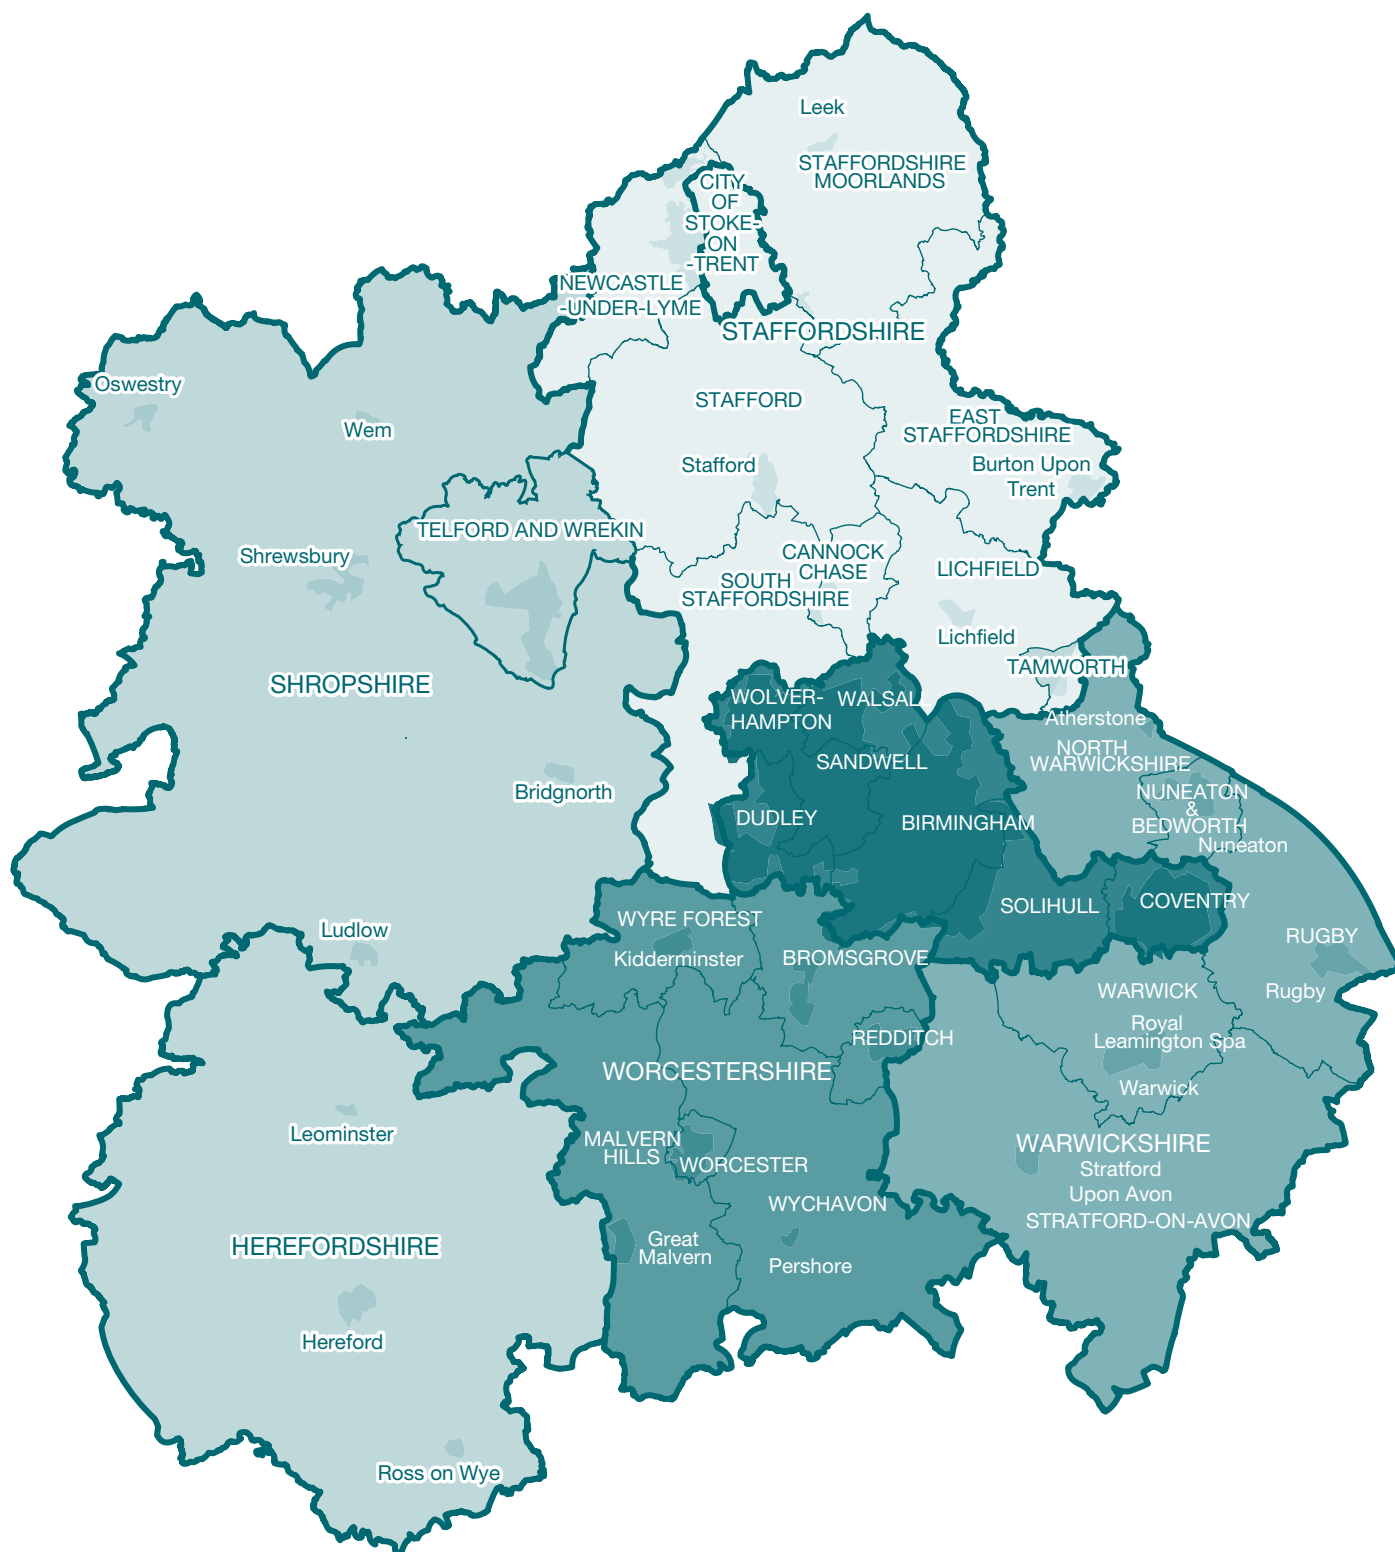 Leek
STAFFORDSHIRE
MOORLANDS
CITY
OF
STOKE-
ON
-TRENT
NEWCASTLE
-UNDER-LYME
STAFFORDSHIRE
Oswestry
Wem
STAFFORD
EAST
STAFFORDSHIRE
Stafford
Burton Upon
Trent
TELFORD AND WREKIN
Shrewsbury
CANNOCK
CHASE
SOUTH
STAFFORDSHIRE
LICHFIELD
Lichfield
TAMWORTH
SHROPSHIRE
WOLVER-
HAMPTON
WALSALL
Atherstone
NORTH
WARWICKSHIRE
SANDWELL
Bridgnorth
NUNEATON
&
BEDWORTH
Nuneaton
DUDLEY
BIRMINGHAM
SOLIHULL
COVENTRY
WYRE FOREST
Kidderminster
BROMSGROVE
Ludlow
RUGBY
Rugby
WARWICK
Royal
Leamington Spa
Warwick
REDDITCH
WORCESTERSHIRE
Leominster
MALVERN
HILLS
WORCESTER
WARWICKSHIRE
Stratford
Upon Avon
STRATFORD-ON-AVON
WYCHAVON
HEREFORDSHIRE
Great
Malvern
Pershore
Hereford
Ross on Wye